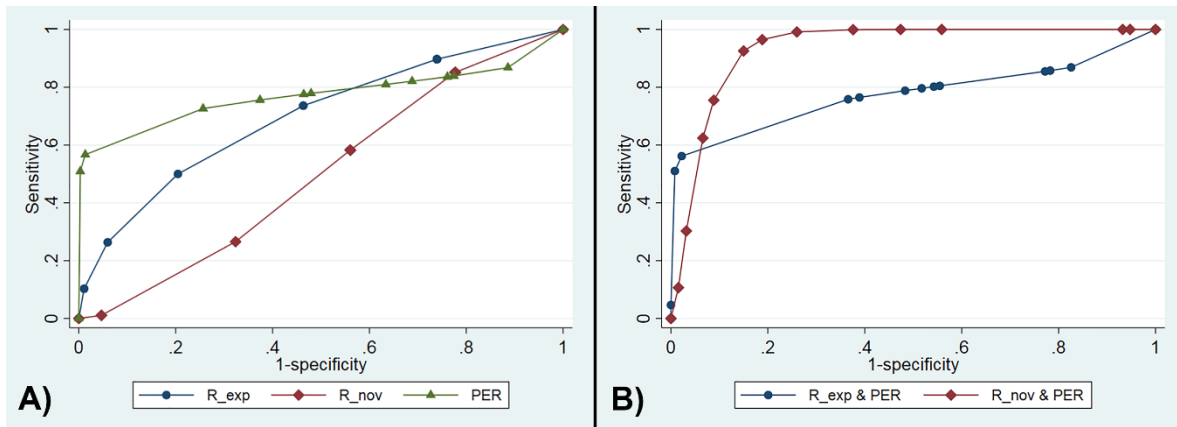 Sensitivity
0 .2 .4 .6 .8 1
0 .2 .4 .6 .8 1
1-specificity
R_exp R_nov PER
A)
Sensitivity
0 .2 .4 .6 .8 1
0 .2 .4 .6 .8 1
1-specificity
R_exp & PER R_nov & PER
B)